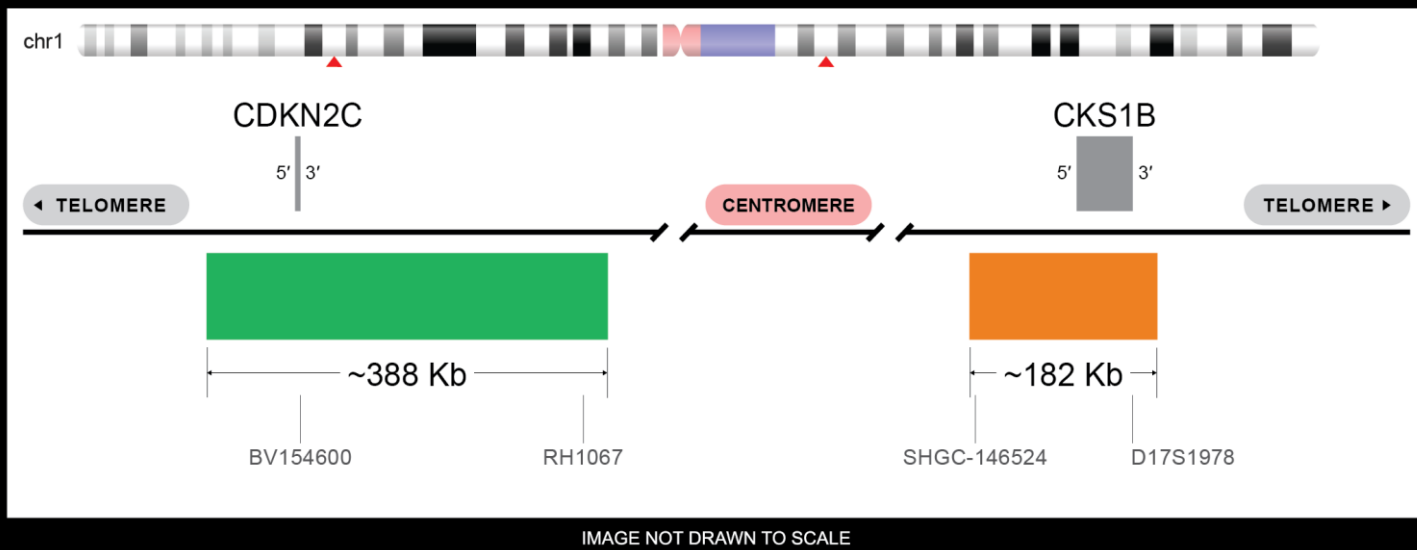 chr1
CDKN2C CKS1B
5′ 3′ 5′ 3′
◄ TELOMERE CENTROMERE TELOMERE ►
~388 Kb ~182 Kb
BV154600 RH1067 SHGC-146524 D17S1978
IMAGE NOT DRAWN TO SCALE